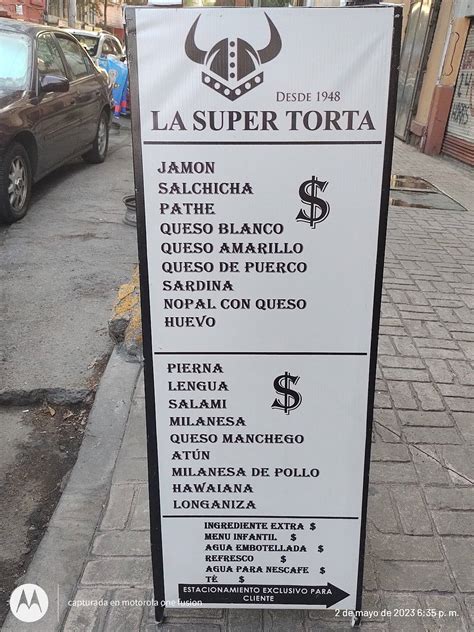 DESDE 1948
LA SUPER TORTA
JAMON
SALCHICHA
PATHE
$
QUESO BLANCO
QUESO AMARILLO
QUESO DE PUERCO
SARDINA
NOPAL CON QUESO
HUEVO
PIERNA
LENGUA
$
SALAMI
MILANESA
QUESO MANCHEGO
ATÚN
MILANESA DE POLLO
HAWAIANA
LONGANIZA
INGREDIENTE EXTRA $
MENU INFANTIL $
AGUA EMBOTELLADA $
REFRESCO $
AGUA PARA NESCAFE $
TÉ $
ESTACIONAMIENTO EXCLUSIVO PARA
CLIENTE
capturada en motorola one fusion
2 de mayo de 2023 6:35 p. m.